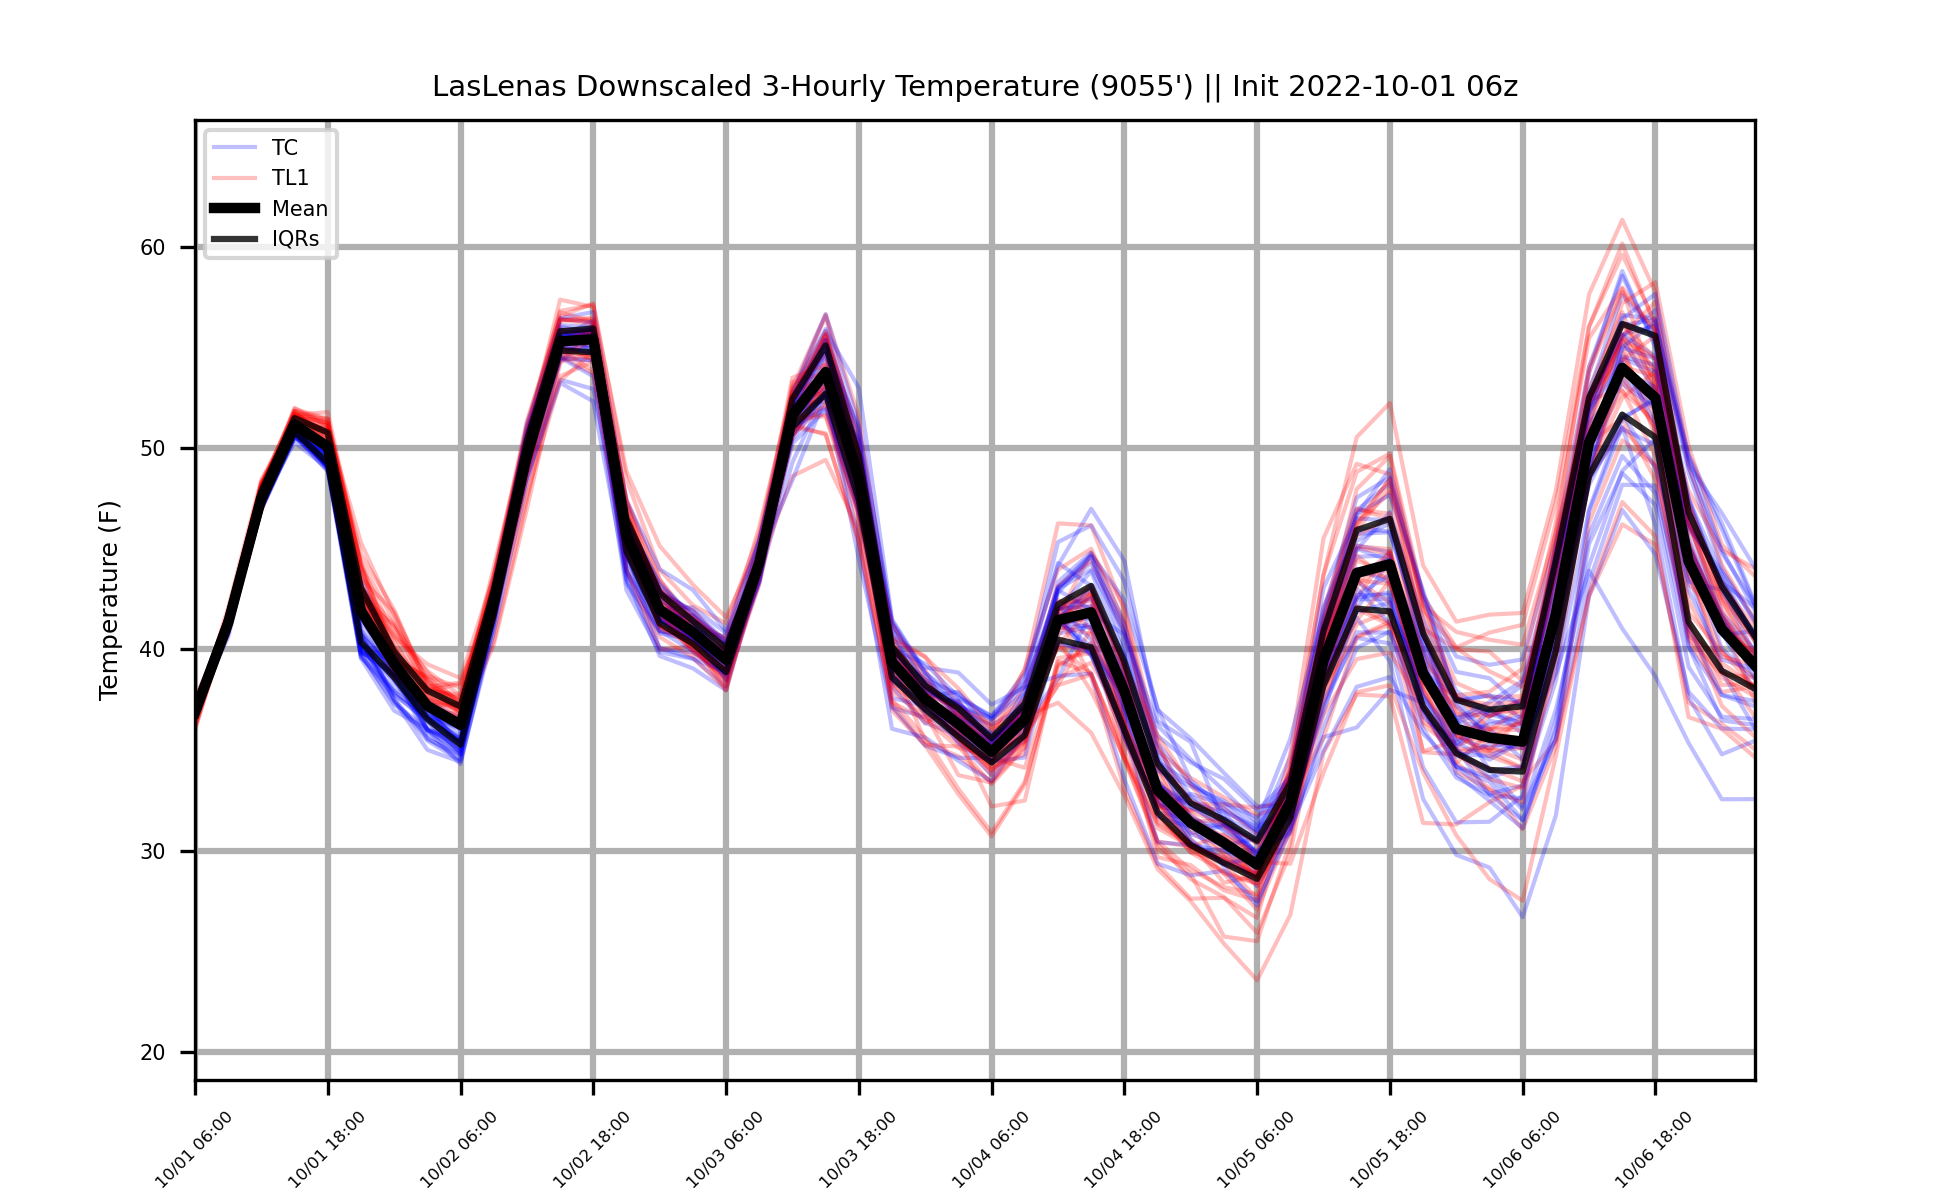 LasLenas Downscaled 3-Hourly Temperature (9055') || Init 2022-10-01 06z
TC
TL1
Mean
IQRs
Temperature (F)
60
50
40
30
20
10/01 06:00
10/01 18:00
10/02 06:00
10/02 18:00
10/03 06:00
10/03 18:00
10/04 06:00
10/04 18:00
10/05 06:00
10/05 18:00
10/06 06:00
10/06 18:00